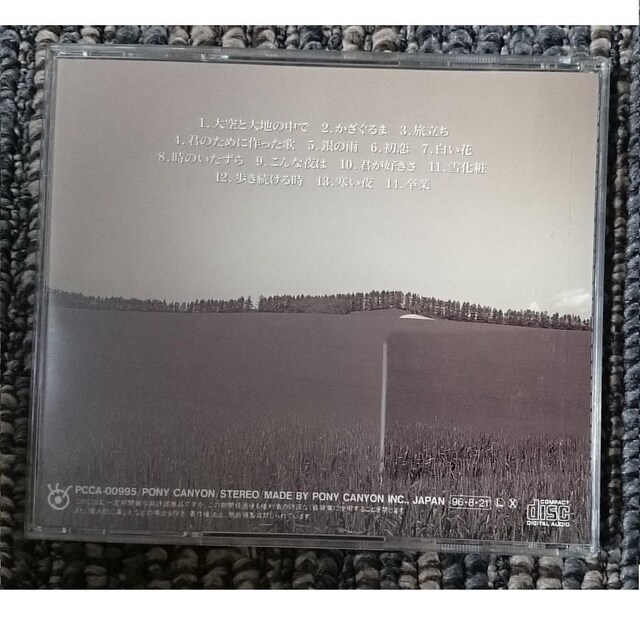 1. 大空と大地の中で 2. かざぐるま 3. 旅立ち
4. 君のために作った歌 5. 銀の雨 6. 初恋 7. 白い花
8. 時のいたずら 9. こんな夜は 10. 君が好きさ 11. 雪化粧
12. 歩き続ける時 13. 寒い夜 14. 卒業
PCCA-00995/PONY CANYON/STEREO/MADE BY PONY CANYON INC., JAPAN 96・8・21 L X
COMPACT
disc
DIGITAL AUDIO